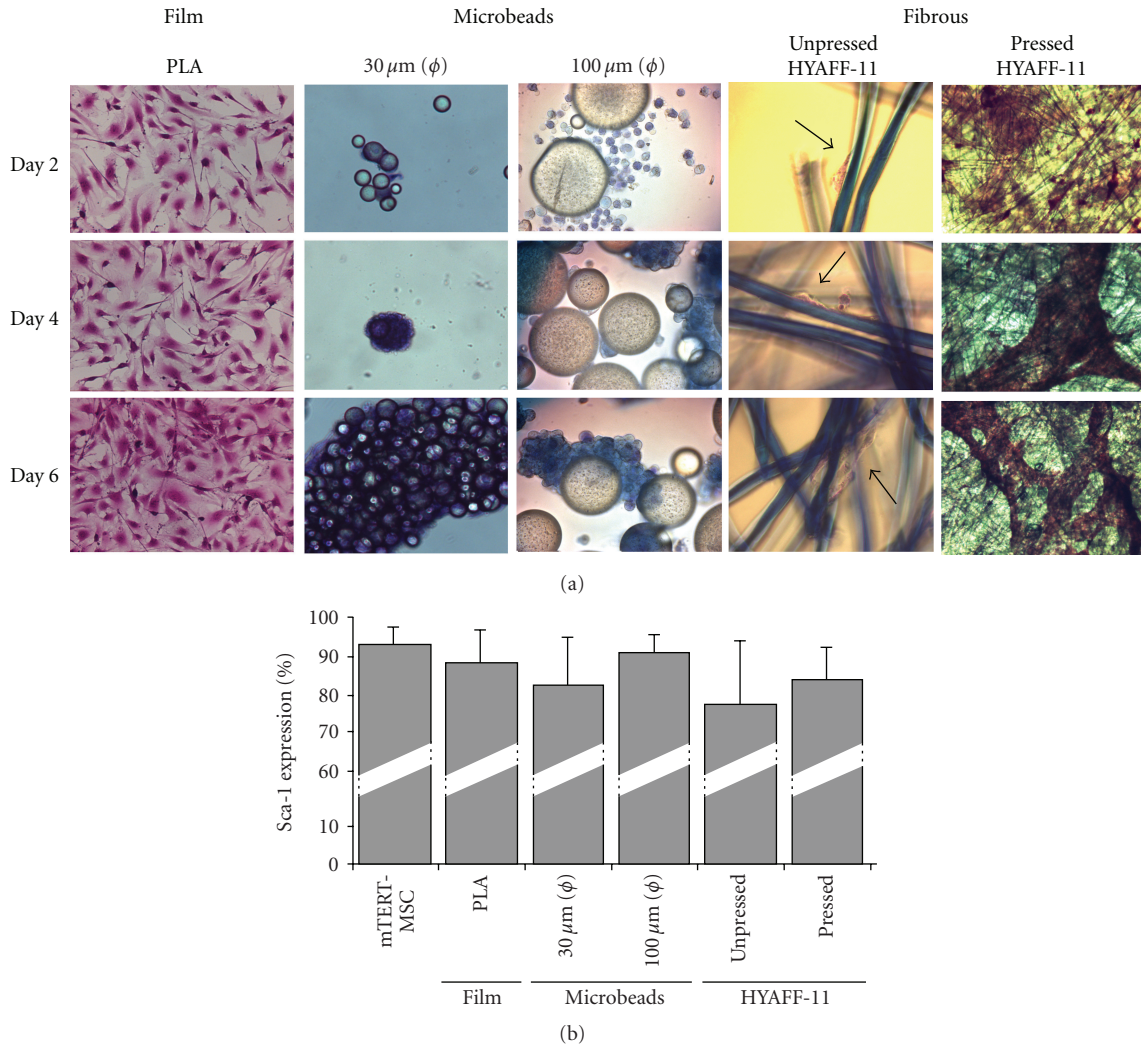 Film
Microbeads
Fibrous
PLA
30 μm (ϕ)
100 μm (ϕ)
Unpressed
HYAFF-11
Pressed
HYAFF-11
Day 2
Day 4
Day 6
(a)
Sca-1 expression (%)
100
90
80
70
60
10
0
mTERT-
MSC
PLA
30 μm (ϕ)
100 μm (ϕ)
Unpressed
Pressed
Film
Microbeads
HYAFF-11
(b)